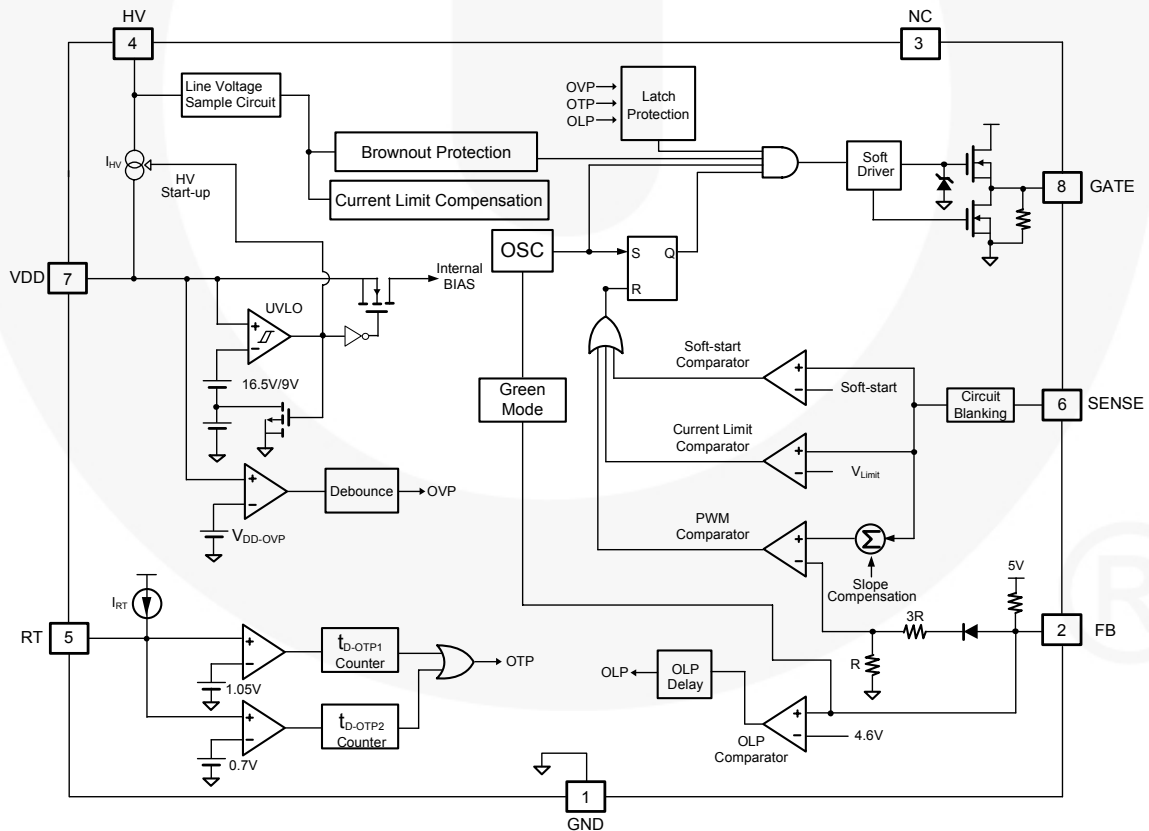 HV
NC
4
3
Line Voltage
Sample Circuit
OVP
OTP
OLP
Latch
Protection
I_HV
HV
Start-up
Brownout Protection
Current Limit Compensation
Soft
Driver
8
GATE
OSC
S
Q
R
VDD
7
Internal
BIAS
UVLO
+
−
16.5V/9V
Green
Mode
Soft-start
Comparator
+
−
Soft-start
Circuit
Blanking
6
SENSE
Current Limit
Comparator
+
−
V_Limit
+
−
V_DD-OVP
Debounce
OVP
PWM
Comparator
+
−
Σ
Slope
Compensation
5V
I_RT
RT
5
+
−
1.05V
t_D-OTP1
Counter
OTP
3R
R
2
FB
+
−
0.7V
t_D-OTP2
Counter
OLP
OLP
Delay
+
−
4.6V
OLP
Comparator
1
GND
®